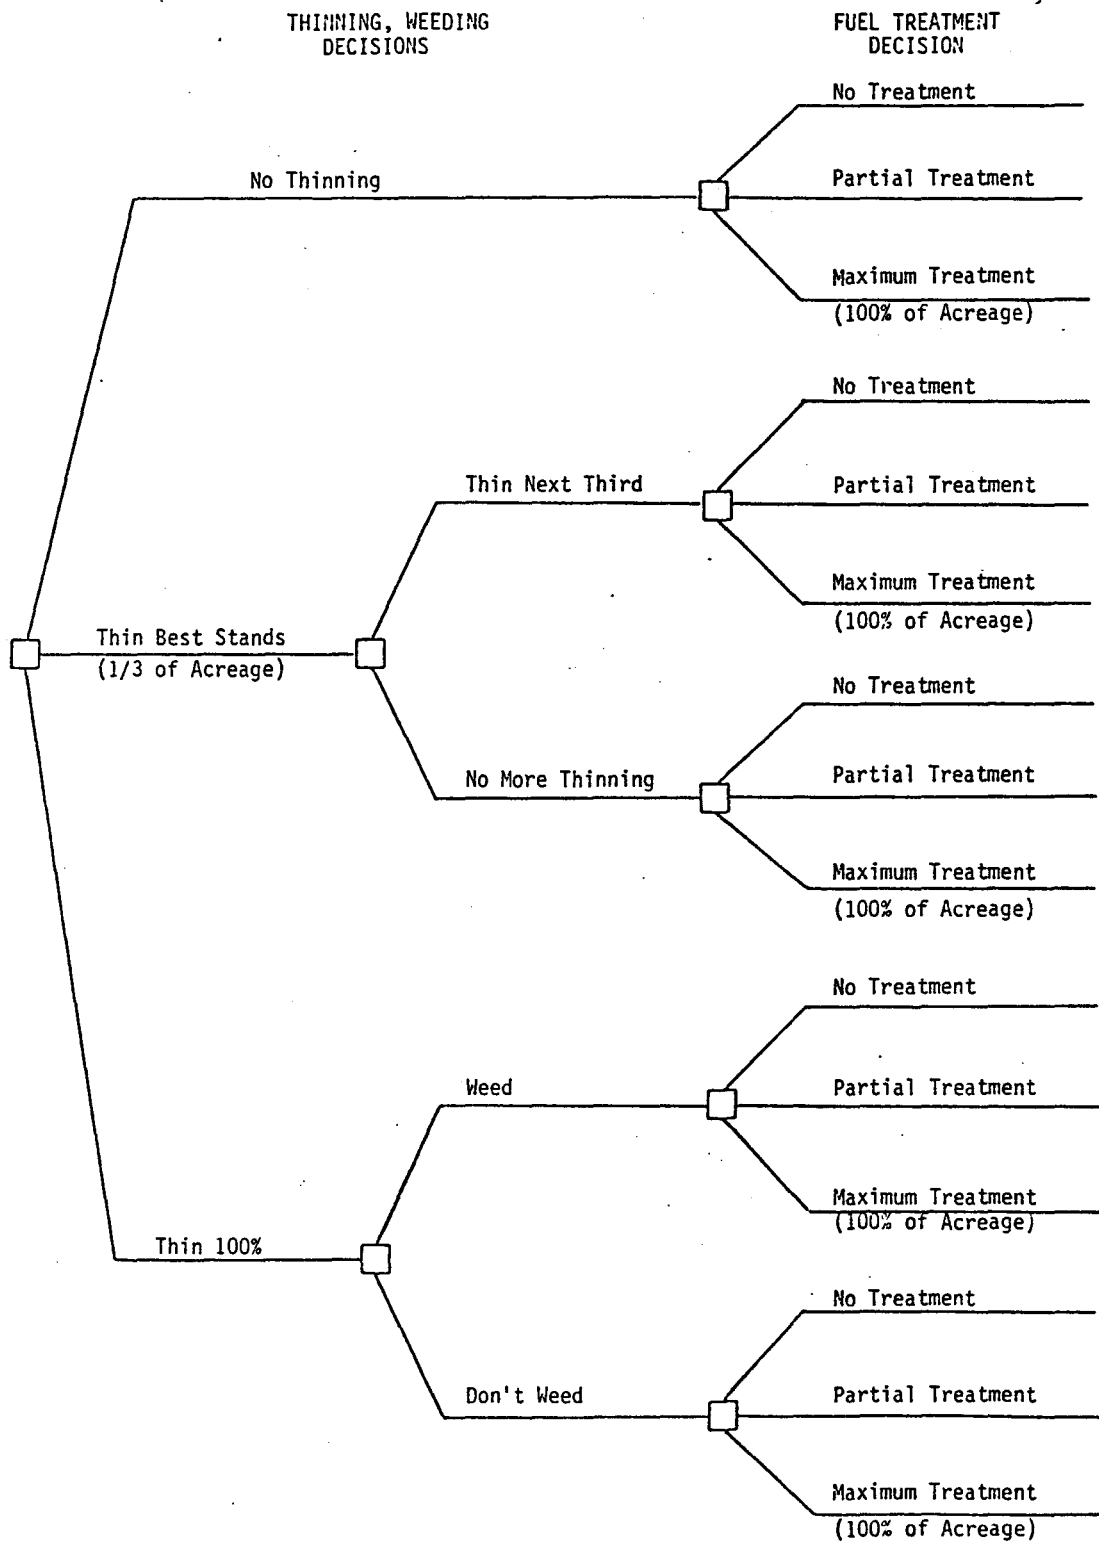 THINNING, WEEDING
DECISIONS
FUEL TREATMENT
DECISION
No Treatment
No Thinning
Partial Treatment
Maximum Treatment
(100% of Acreage)
No Treatment
Thin Next Third
Partial Treatment
Maximum Treatment
(100% of Acreage)
Thin Best Stands
(1/3 of Acreage)
No Treatment
No More Thinning
Partial Treatment
Maximum Treatment
(100% of Acreage)
No Treatment
Weed
Partial Treatment
Maximum Treatment
(100% of Acreage)
Thin 100%
No Treatment
Don't Weed
Partial Treatment
Maximum Treatment
(100% of Acreage)